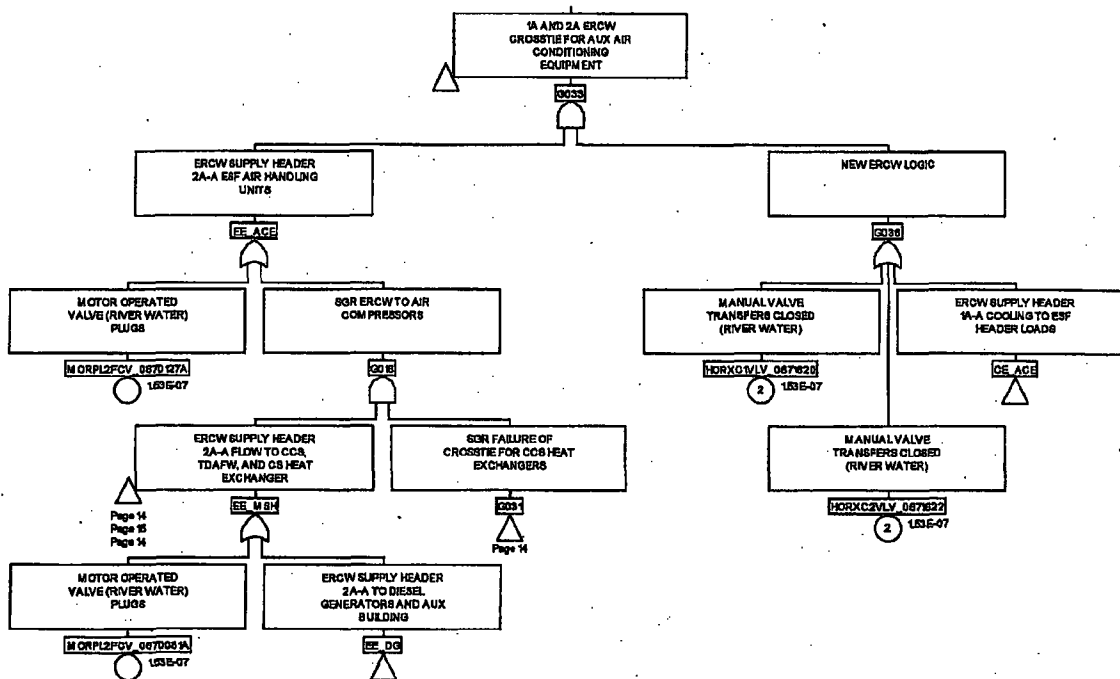 1A AND 2A ERCW
CROSSTIE FOR AUX AIR
CONDITIONING
EQUIPMENT
G033
ERCW SUPPLY HEADER
2A-A ESF AIR HANDLING
UNITS
EE_ACE
NEW ERCW LOGIC
G036
MOTOR OPERATED
VALVE (RIVER WATER)
PLUGS
MORPL2FCV_0670127A
1.53E-07
SGR ERCW TO AIR
COMPRESSORS
G018
MANUAL VALVE
TRANSFERS CLOSED
(RIVER WATER)
HORXC1VLV_0671620
2
1.53E-07
ERCW SUPPLY HEADER
1A-A COOLING TO ESF
HEADER LOADS
CE_ACE
ERCW SUPPLY HEADER
2A-A FLOW TO CCS,
TDAFW, AND CS HEAT
EXCHANGER
EE_MSH
Page 14
Page 15
Page 14
SGR FAILURE OF
CROSSTIE FOR CCS HEAT
EXCHANGERS
G031
Page 14
MANUAL VALVE
TRANSFERS CLOSED
(RIVER WATER)
HORXC2VLV_0671622
2
1.53E-07
MOTOR OPERATED
VALVE (RIVER WATER)
PLUGS
MORPL2FCV_0670081A
1.53E-07
ERCW SUPPLY HEADER
2A-A TO DIESEL
GENERATORS AND AUX
BUILDING
EE_DG